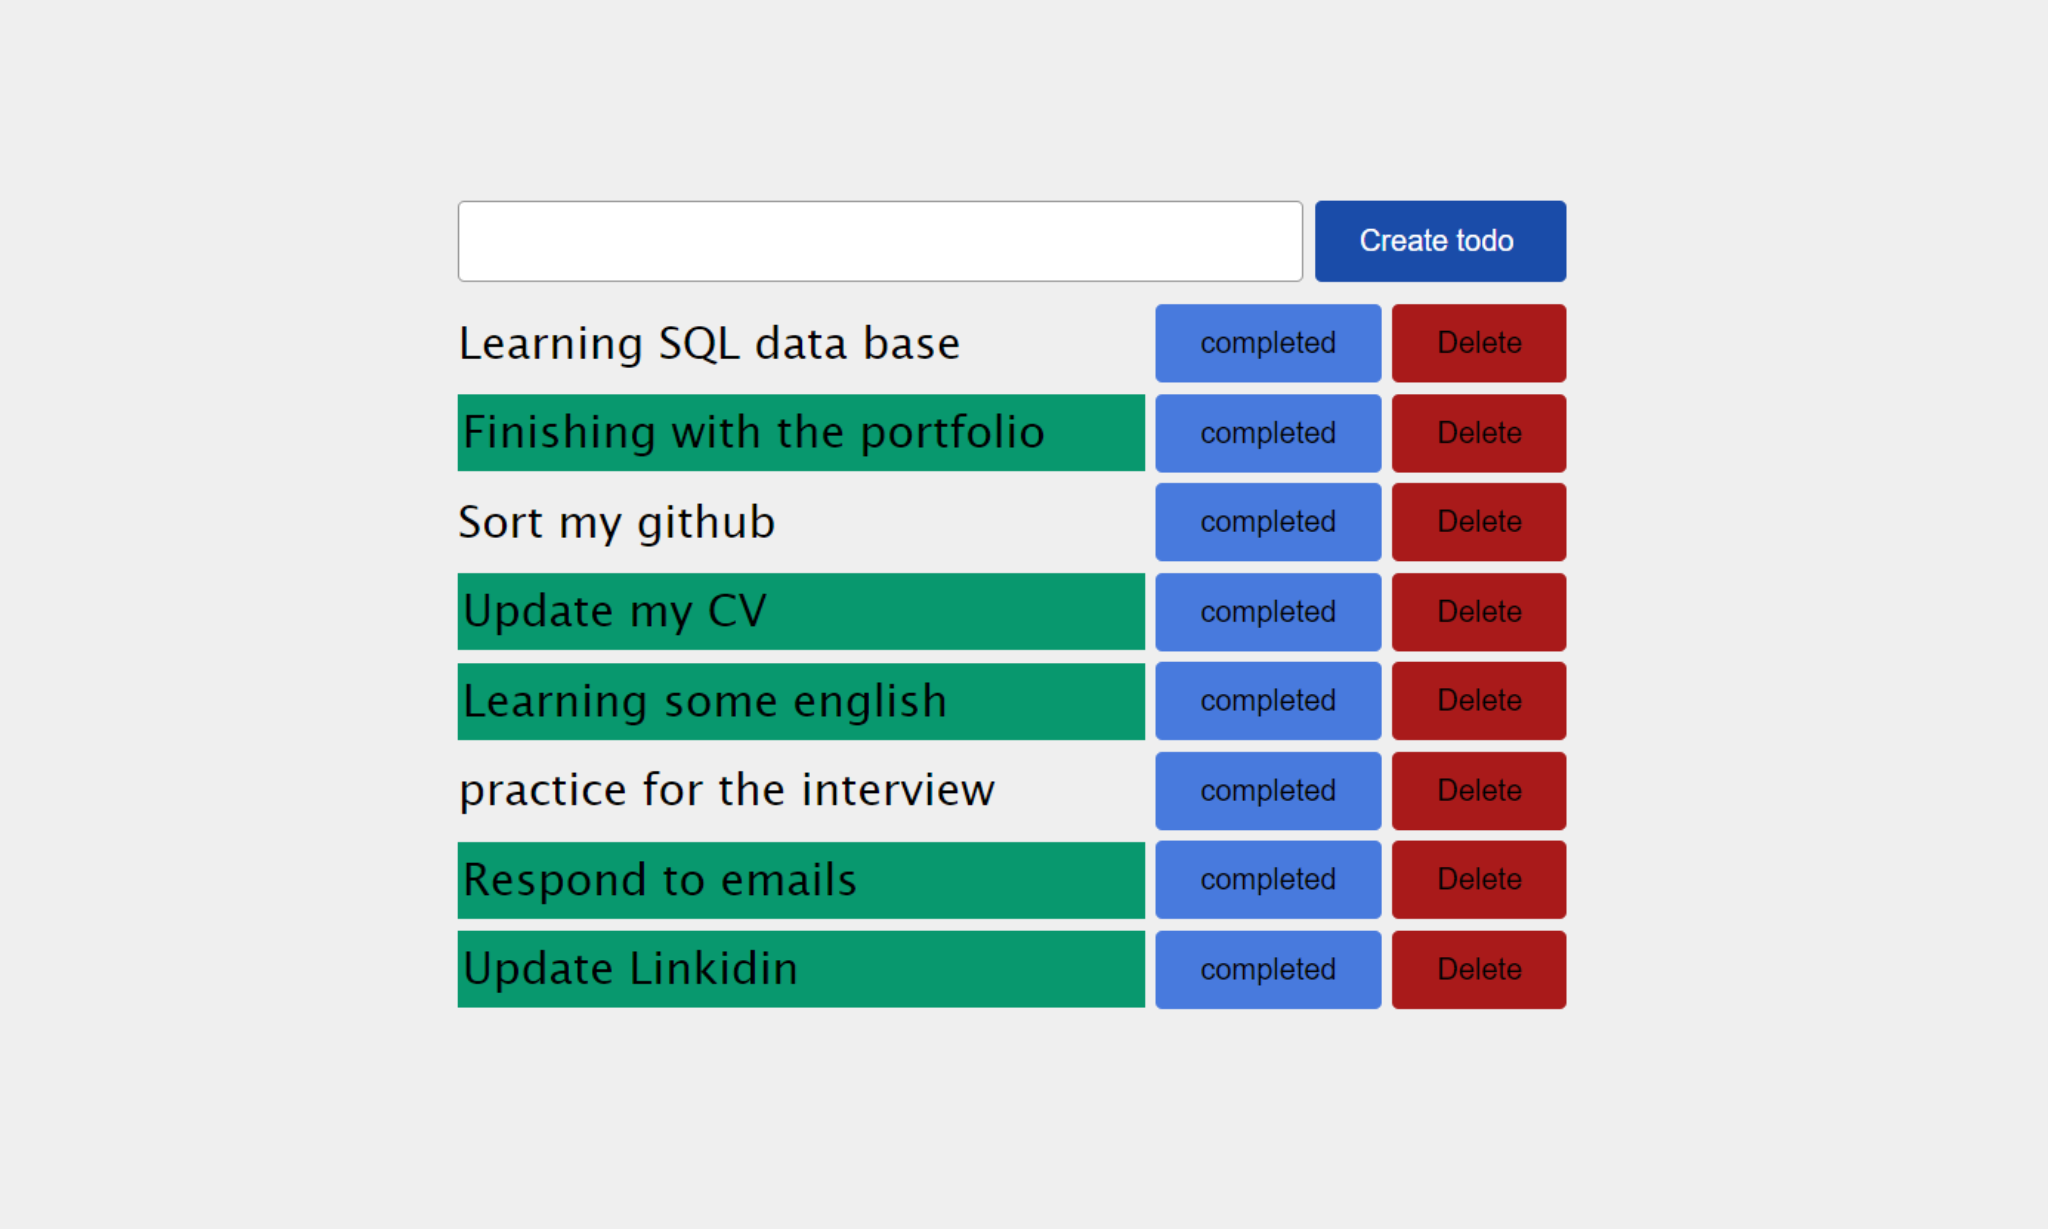 Create todo
Learning SQL data base completed Delete
Finishing with the portfolio completed Delete
Sort my github completed Delete
Update my CV completed Delete
Learning some english completed Delete
practice for the interview completed Delete
Respond to emails completed Delete
Update Linkidin completed Delete